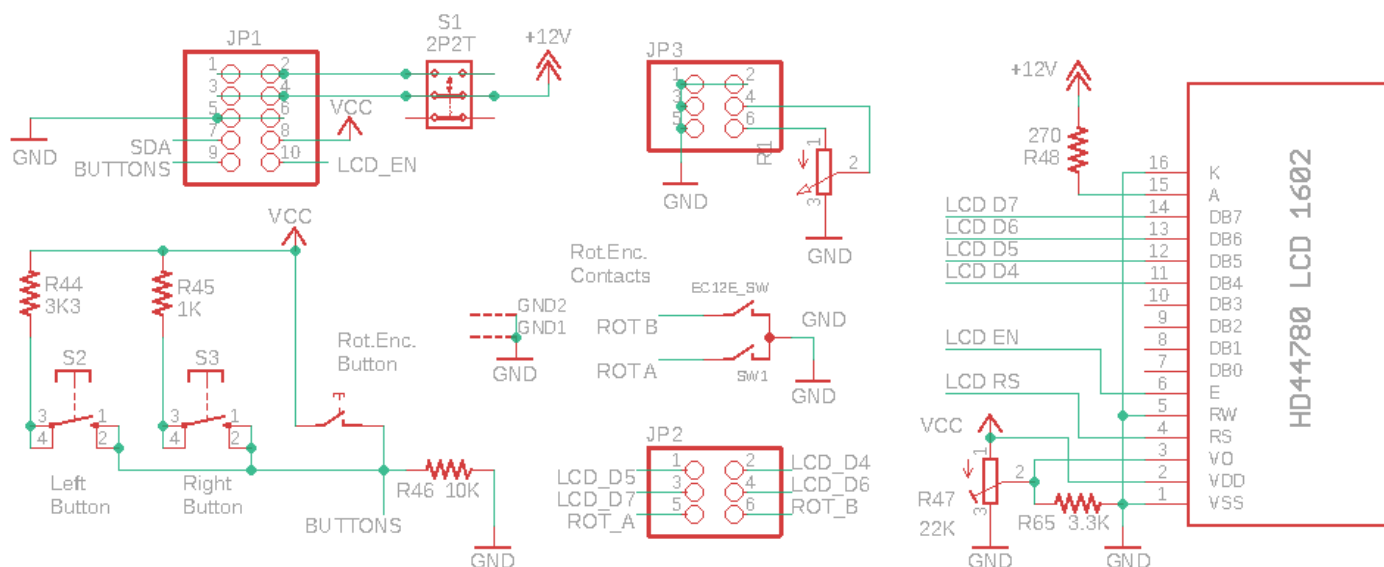 S1
2P2T
+12V
JP1
1 2
3 4
5 6
7 8
9 10
VCC
GND
SDA
BUTTONS
LCD_EN
JP3
1 2
3 4
5 6
R1
1
2
3
GND
GND
+12V
270
R48
HD44780 LCD 1602
16 K
15 A
LCD D7 14 DB7
LCD D6 13 DB6
LCD D5 12 DB5
LCD D4 11 DB4
10 DB3
9 DB2
8 DB1
7 DB0
LCD EN 6 E
5 RW
LCD RS 4 RS
3 VO
2 VDD
1 VSS
VCC
1
2
3
R47
22K
R65 3.3K
GND
GND
VCC
R44
3K3
R45
1K
S2
S3
3 1
4 2
3 1
4 2
Left
Button
Right
Button
Rot.Enc.
Button
R46 10K
BUTTONS
GND
GND2
GND1
GND
Rot.Enc.
Contacts
EC12E_SW
ROT B
ROT A
SW1
GND
GND
JP2
LCD_D5 1 2 LCD_D4
LCD_D7 3 4 LCD_D6
ROT_A 5 6 ROT_B
GND